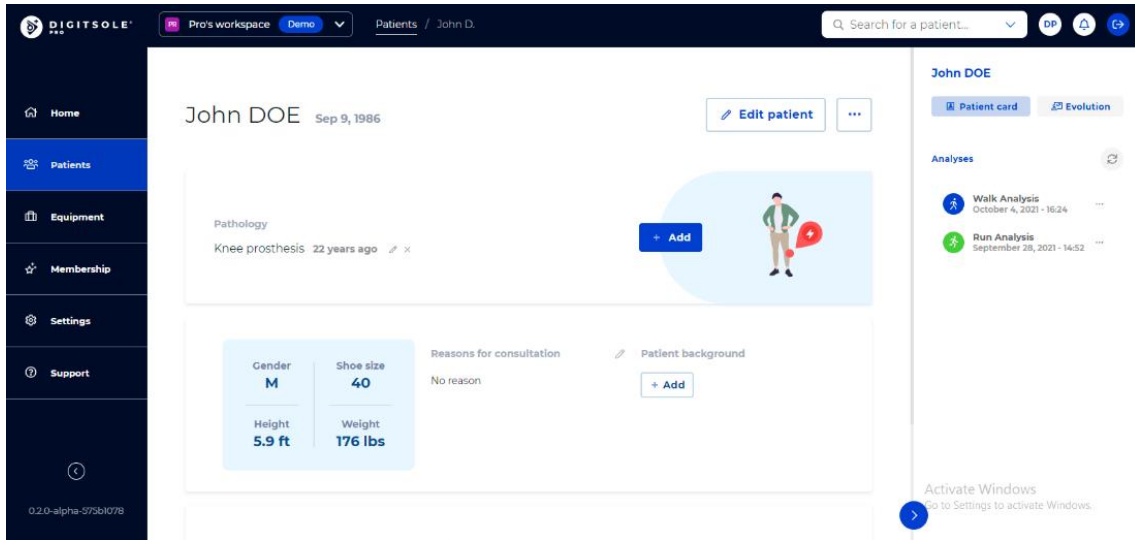 DIGITSOLE
PRO
PR Pro's workspace Demo
Patients / John D.
Search for a patient...
DP
Home
Patients
Equipment
Membership
Settings
Support
0.2.0-alpha-575b1078
John DOE Sep 9, 1986
Edit patient
...
Pathology
Knee prosthesis 22 years ago
+ Add
Gender
M
Shoe size
40
Height
5.9 ft
Weight
176 lbs
Reasons for consultation
No reason
Patient background
+ Add
John DOE
Patient card
Evolution
Analyses
Walk Analysis
October 4, 2021 - 16:24
...
Run Analysis
September 28, 2021 - 14:52
...
Activate Windows
Go to Settings to activate Windows.